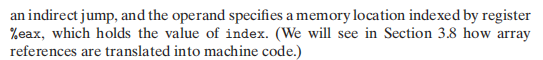 an indirect jump, and the operand specifies a memory location indexed by register
%eax, which holds the value of index. (We will see in Section 3.8 how array
references are translated into machine code.)